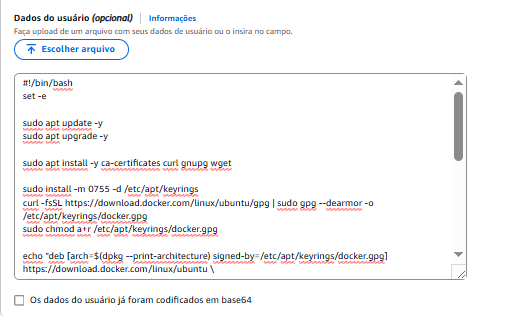 Dados do usuário (opcional) Informações
Faça upload de um arquivo com seus dados de usuário ou o insira no campo.
Escolher arquivo
#!/bin/bash
set -e
sudo apt update -y
sudo apt upgrade -y
sudo apt install -y ca-certificates curl gnupg wget
sudo install -m 0755 -d /etc/apt/keyrings
curl -fsSL https://download.docker.com/linux/ubuntu/gpg | sudo gpg --dearmor -o
/etc/apt/keyrings/docker.gpg
sudo chmod a+r /etc/apt/keyrings/docker.gpg
echo "deb [arch=$(dpkg --print-architecture) signed-by=/etc/apt/keyrings/docker.gpg]
https://download.docker.com/linux/ubuntu \
Os dados do usuário já foram codificados em base64